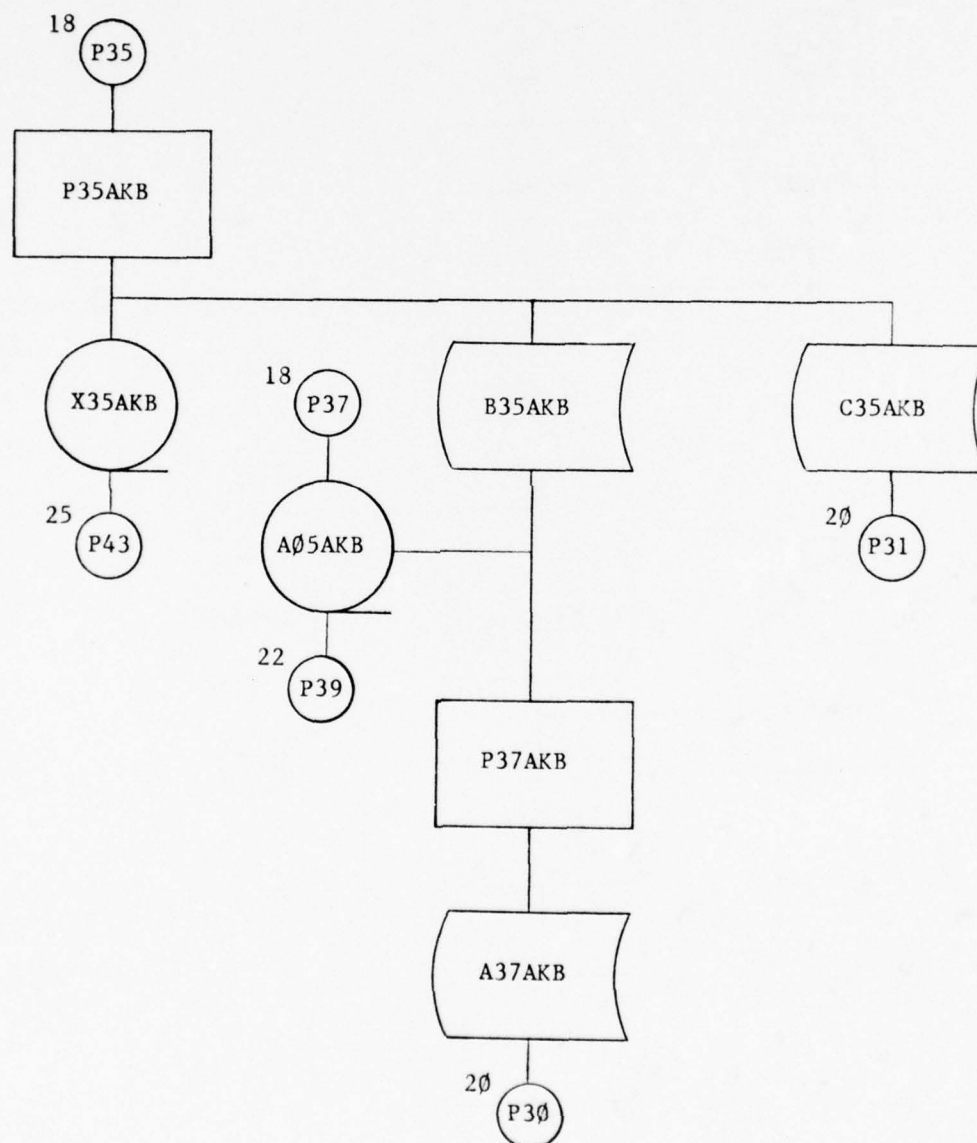 18
P35
P35AKB
X35AKB
18
P37
B35AKB
C35AKB
25
P43
AØ5AKB
2Ø
P31
22
P39
P37AKB
A37AKB
2Ø
P3Ø